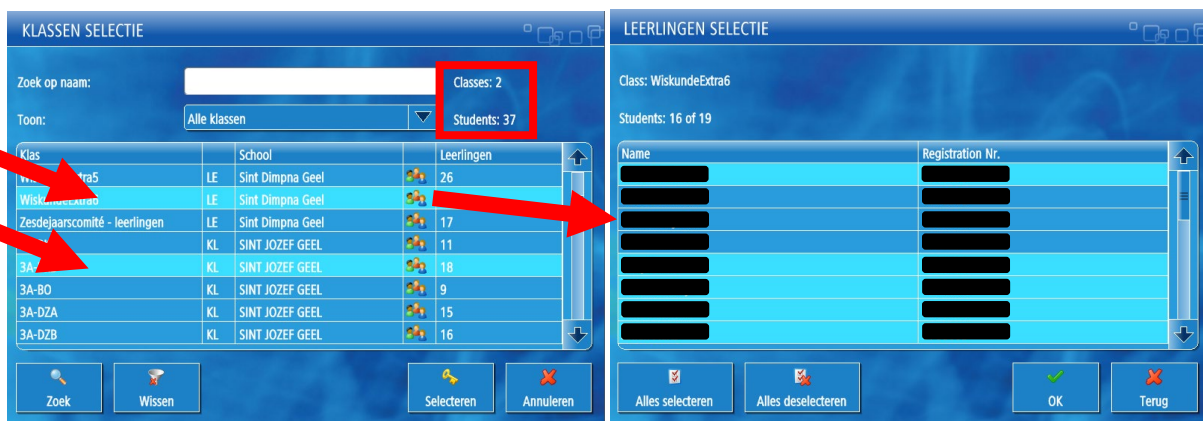 KLASSEN SELECTIE
Zoek op naam:
Classes: 2
Toon:
Alle klassen
Students: 37
Klas School Leerlingen
LE Sint Dimpna Geel 26
WiskundeExtra6 LE Sint Dimpna Geel
Zesdejaarscomité - leerlingen LE Sint Dimpna Geel 17
KL SINT JOZEF GEEL 11
KL SINT JOZEF GEEL 18
3A-BO KL SINT JOZEF GEEL 9
3A-DZA KL SINT JOZEF GEEL 15
3A-DZB KL SINT JOZEF GEEL 16
Zoek
Wissen
Selecteren
Annuleren
LEERLINGEN SELECTIE
Class: WiskundeExtra6
Students: 16 of 19
Name Registration Nr.
Alles selecteren
Alles deselecteren
OK
Terug